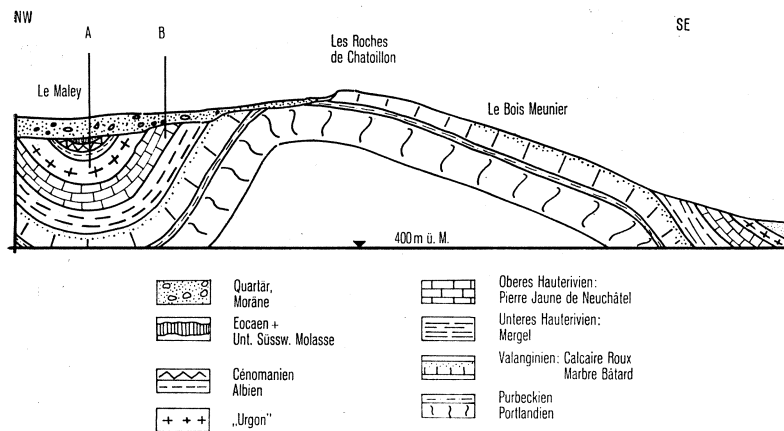 NW
SE
A
B
Les Roches
de Chatoillon
Le Maley
Le Bois Meunier
400 m ü. M.
Quartär,
Moräne
Eocaen +
Unt. Süssw. Molasse
Cénomanien
Albien
„Urgon"
Oberes Hauterivien:
Pierre Jaune de Neuchâtel
Unteres Hauterivien:
Mergel
Valanginien: Calcaire Roux
Marbre Bâtard
Purbeckien
Portlandien